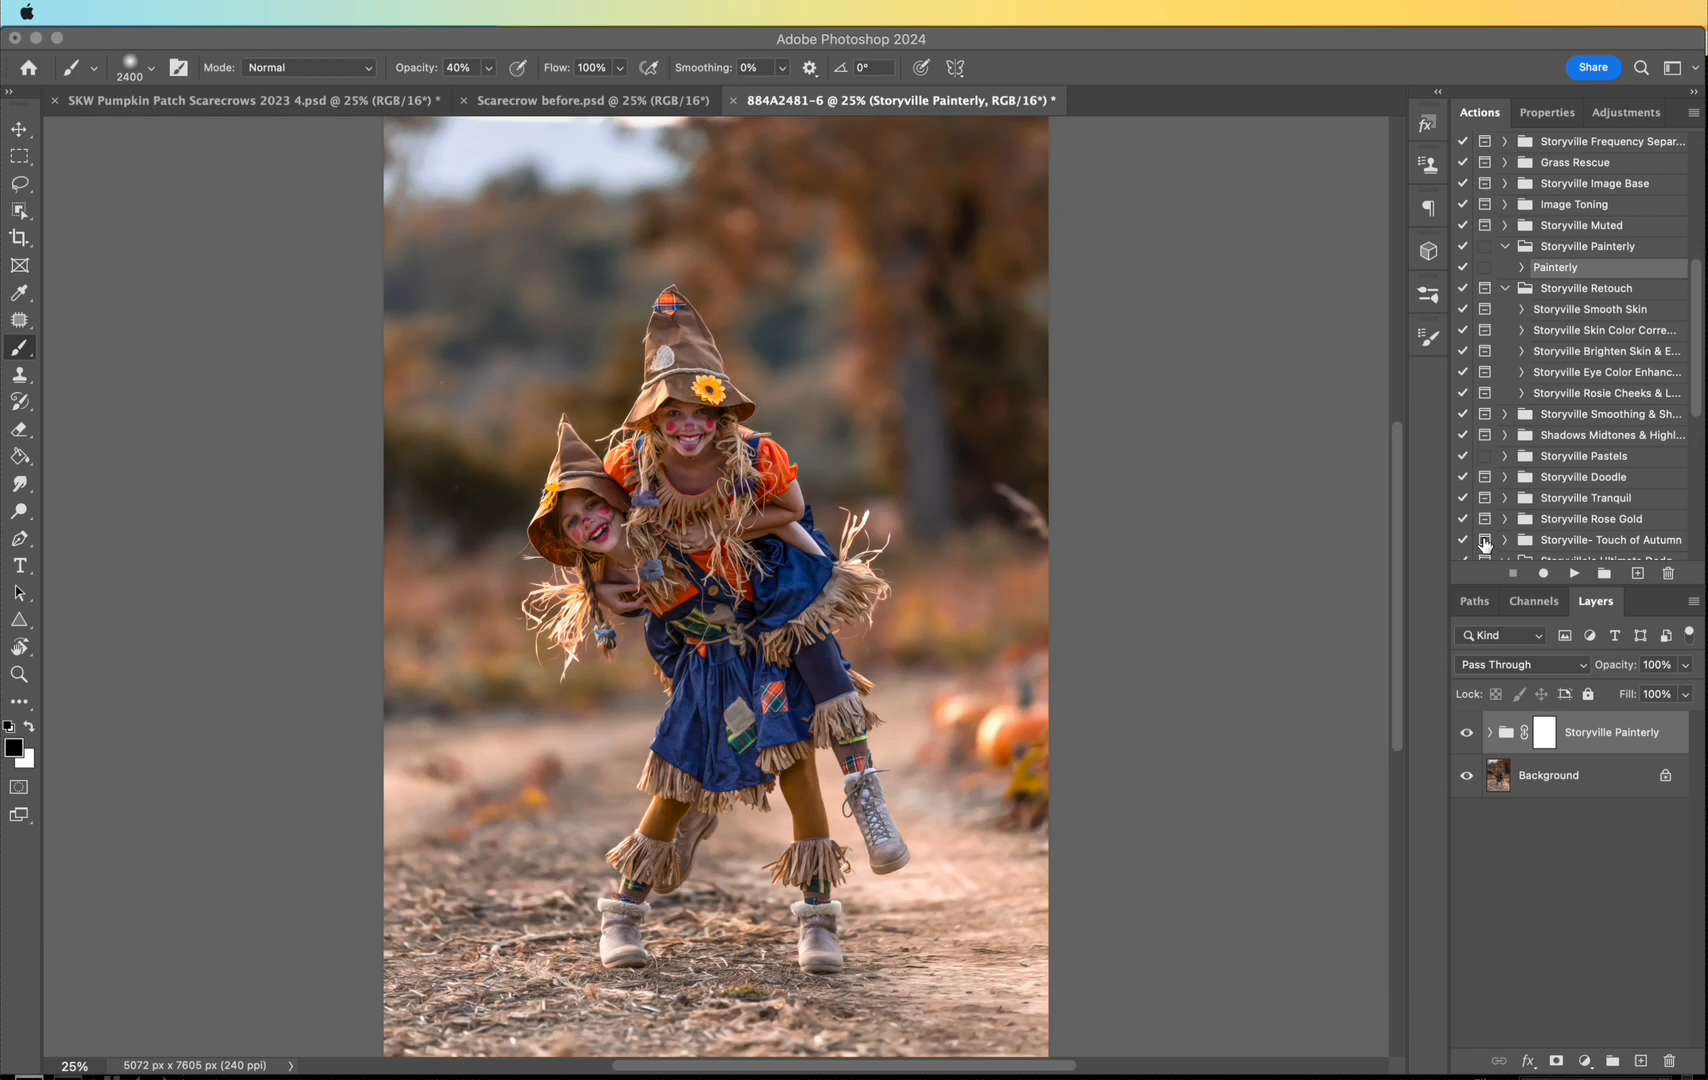 Adobe Photoshop 2024
2400 Mode: Normal Opacity: 40% Flow: 100% Smoothing: 0% 0° Share
SKW Pumpkin Patch Scarecrows 2023 4.psd @ 25% (RGB/16*) * Scarecrow before.psd @ 25% (RGB/16*) 884A2481-6 @ 25% (Storyville Painterly, RGB/16*) *
Actions Properties Adjustments
Storyville Frequency Separ...
Grass Rescue
Storyville Image Base
Image Toning
Storyville Muted
Storyville Painterly
Painterly
Storyville Retouch
Storyville Smooth Skin
Storyville Skin Color Corre...
Storyville Brighten Skin & E...
Storyville Eye Color Enhanc...
Storyville Rosie Cheeks & L...
Storyville Smoothing & Sh...
Shadows Midtones & Highl...
Storyville Pastels
Storyville Doodle
Storyville Tranquil
Storyville Rose Gold
Storyville- Touch of Autumn
Paths Channels Layers
Kind
Pass Through Opacity: 100%
Lock: Fill: 100%
Storyville Painterly
Background
25% 5072 px x 7605 px (240 ppi)